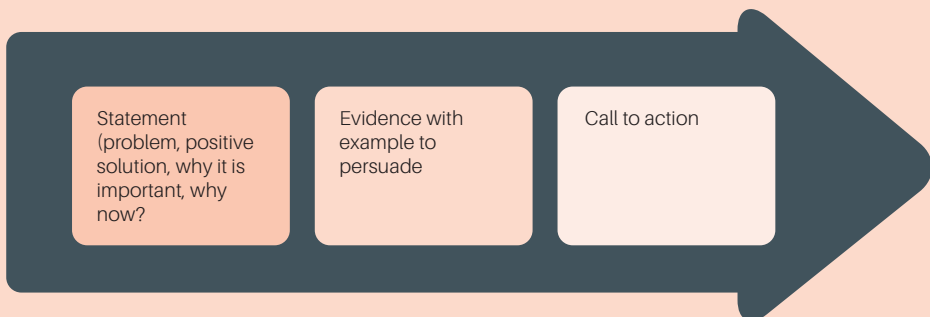 Statement
(problem, positive
solution, why it is
important, why
now?
Evidence with
example to
persuade
Call to action